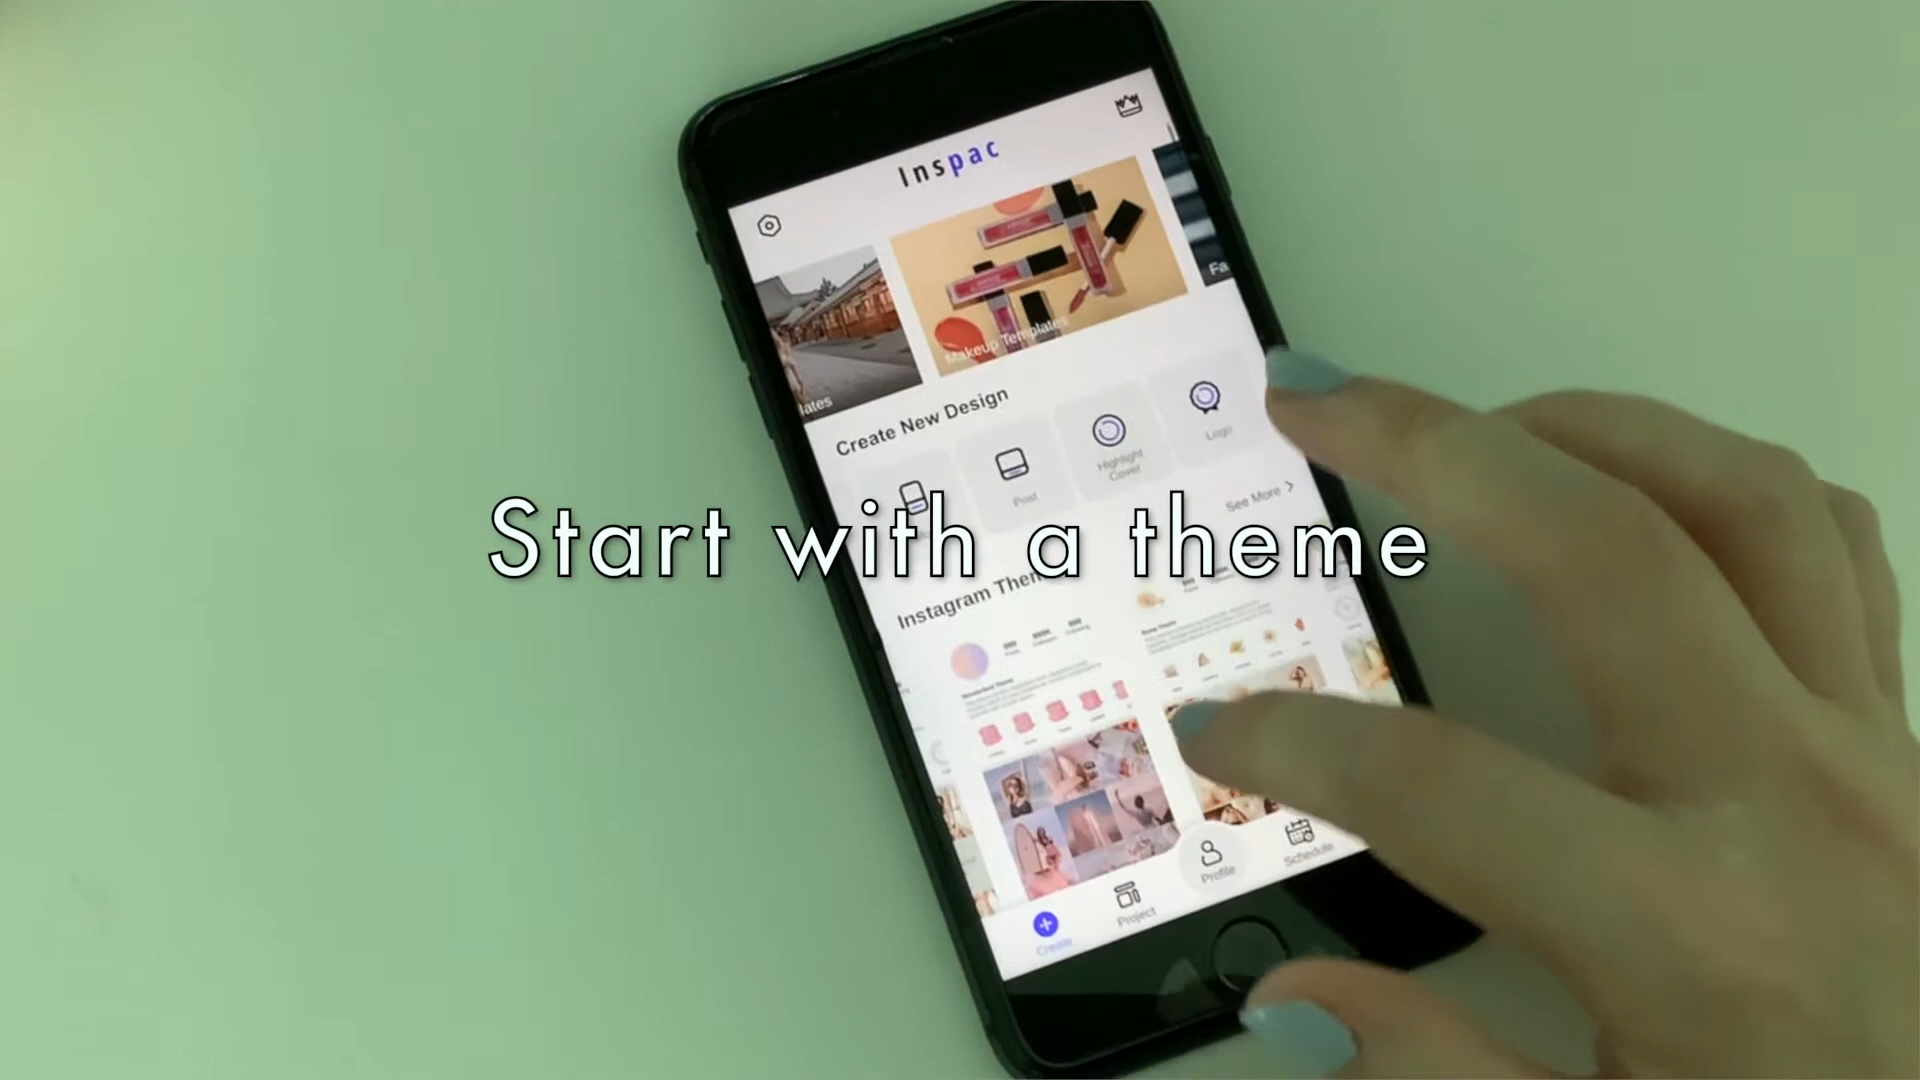 Inspac
Fa
Makeup Templates
lates
Create New Design
Logo
Highlight
Cover
Post
See More
Start with a theme
Instagram Them
Profile
Schedule
Project
Create